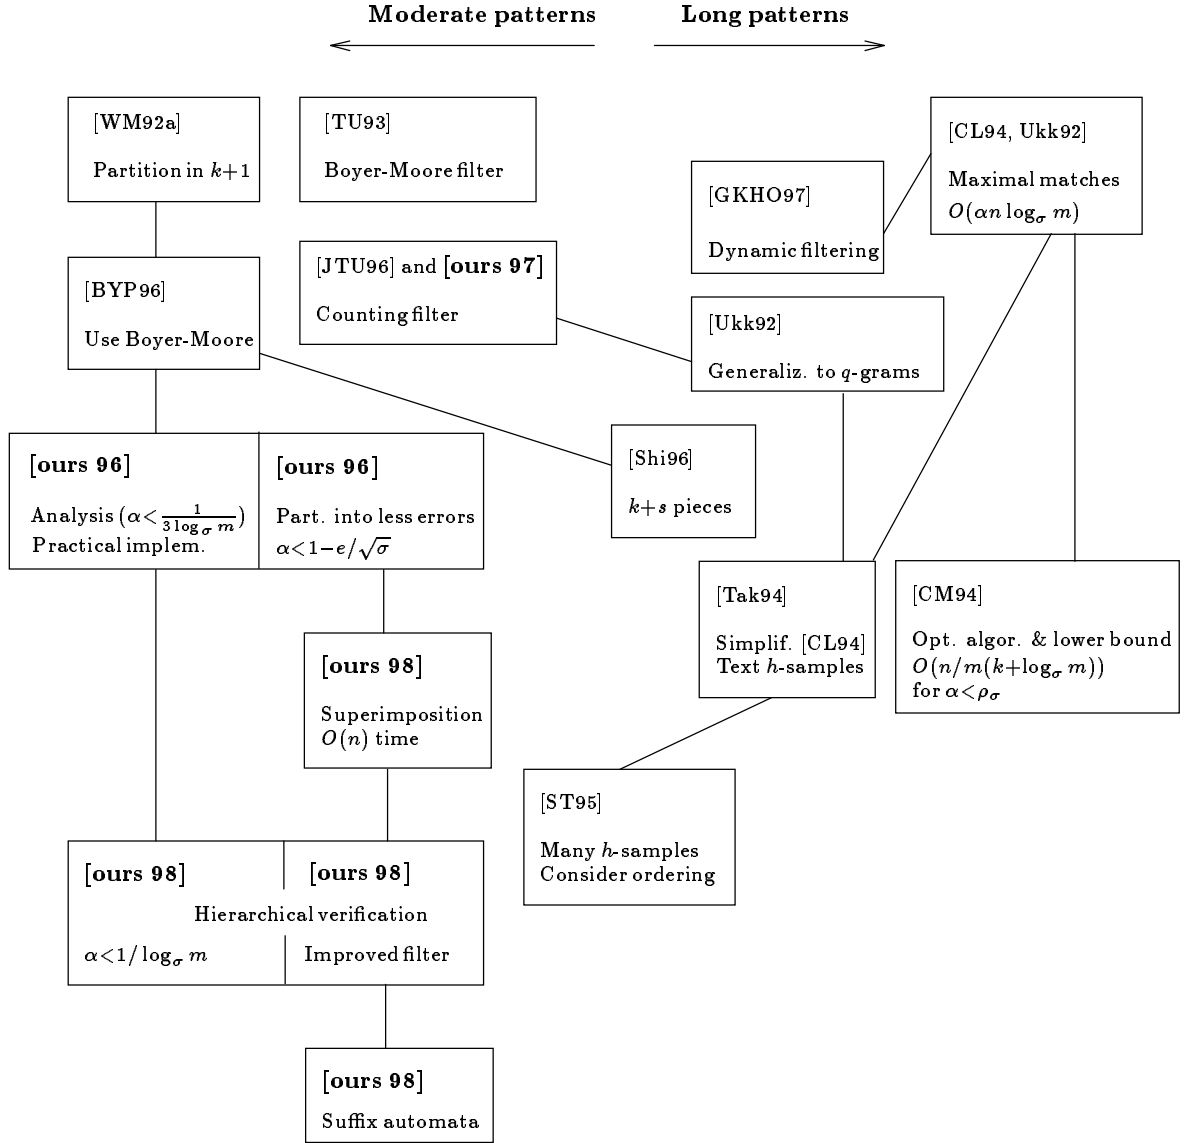 Moderate patterns
Long patterns
[WM92a]
Partition in k+1
[TU93]
Boyer-Moore filter
[CL94, Ukk92]
Maximal matches
O(αn log_σ m)
[GKHO97]
Dynamic filtering
[BYP96]
Use Boyer-Moore
[JTU96] and [ours 97]
Counting filter
[Ukk92]
Generaliz. to q-grams
[ours 96]
Analysis (α< 1/(3 log_σ m))
Practical implem.
[ours 96]
Part. into less errors
α<1−e/√σ
[Shi96]
k+s pieces
[Tak94]
Simplif. [CL94]
Text h-samples
[CM94]
Opt. algor. & lower bound
O(n/m(k+log_σ m))
for α<ρ_σ
[ours 98]
Superimposition
O(n) time
[ST95]
Many h-samples
Consider ordering
[ours 98]
[ours 98]
Hierarchical verification
α<1/ log_σ m
Improved filter
[ours 98]
Suffix automata